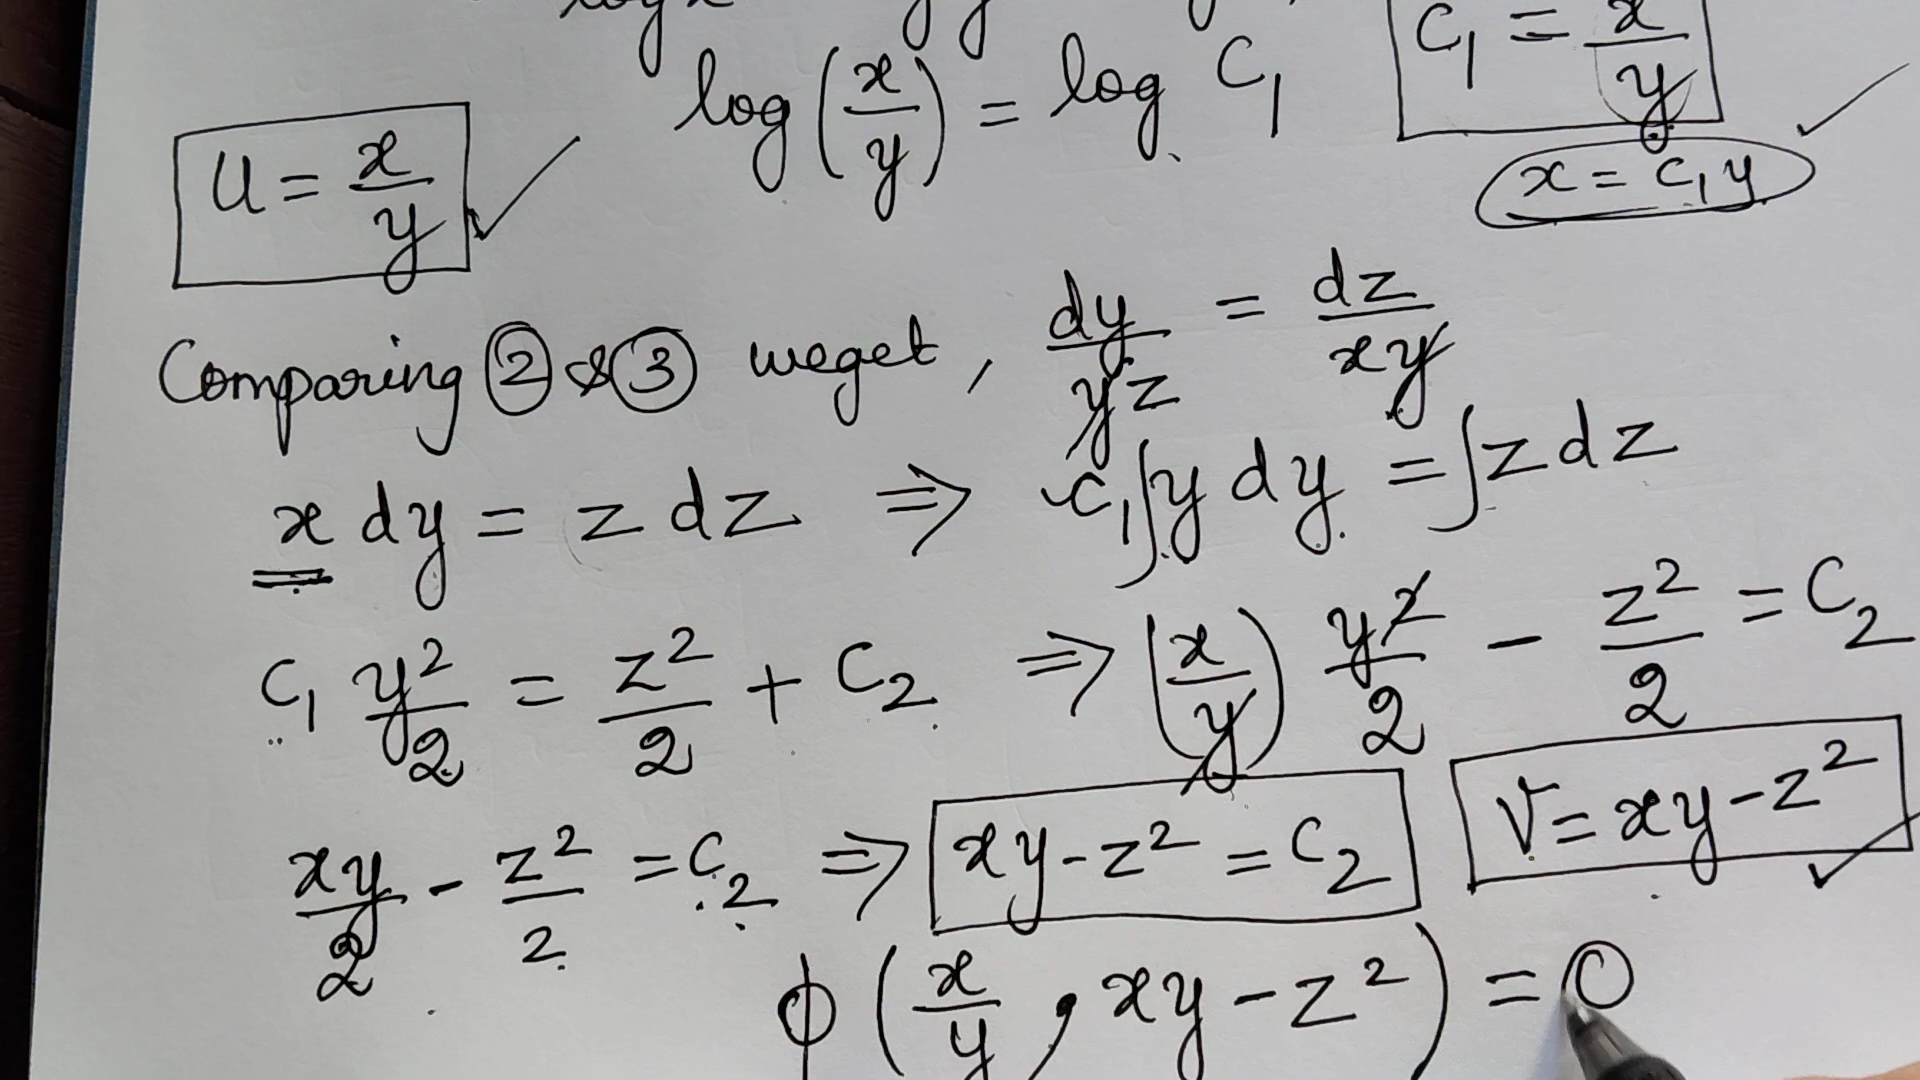 log(x/y) = log C₁
C₁ = x/y
U = x/y
x = c₁y
Comparing ② & ③ weget, dy/yz = dz/xy
x dy = z dz ⇒ c₁∫y dy = ∫z dz
C₁ y²/2 = z²/2 + C₂ ⇒ (x/y) y²/2 - z²/2 = C₂
xy/2 - z²/2 = C₂ ⇒ xy - z² = C₂
V = xy - z²
ϕ(x/y, xy - z²) = 0